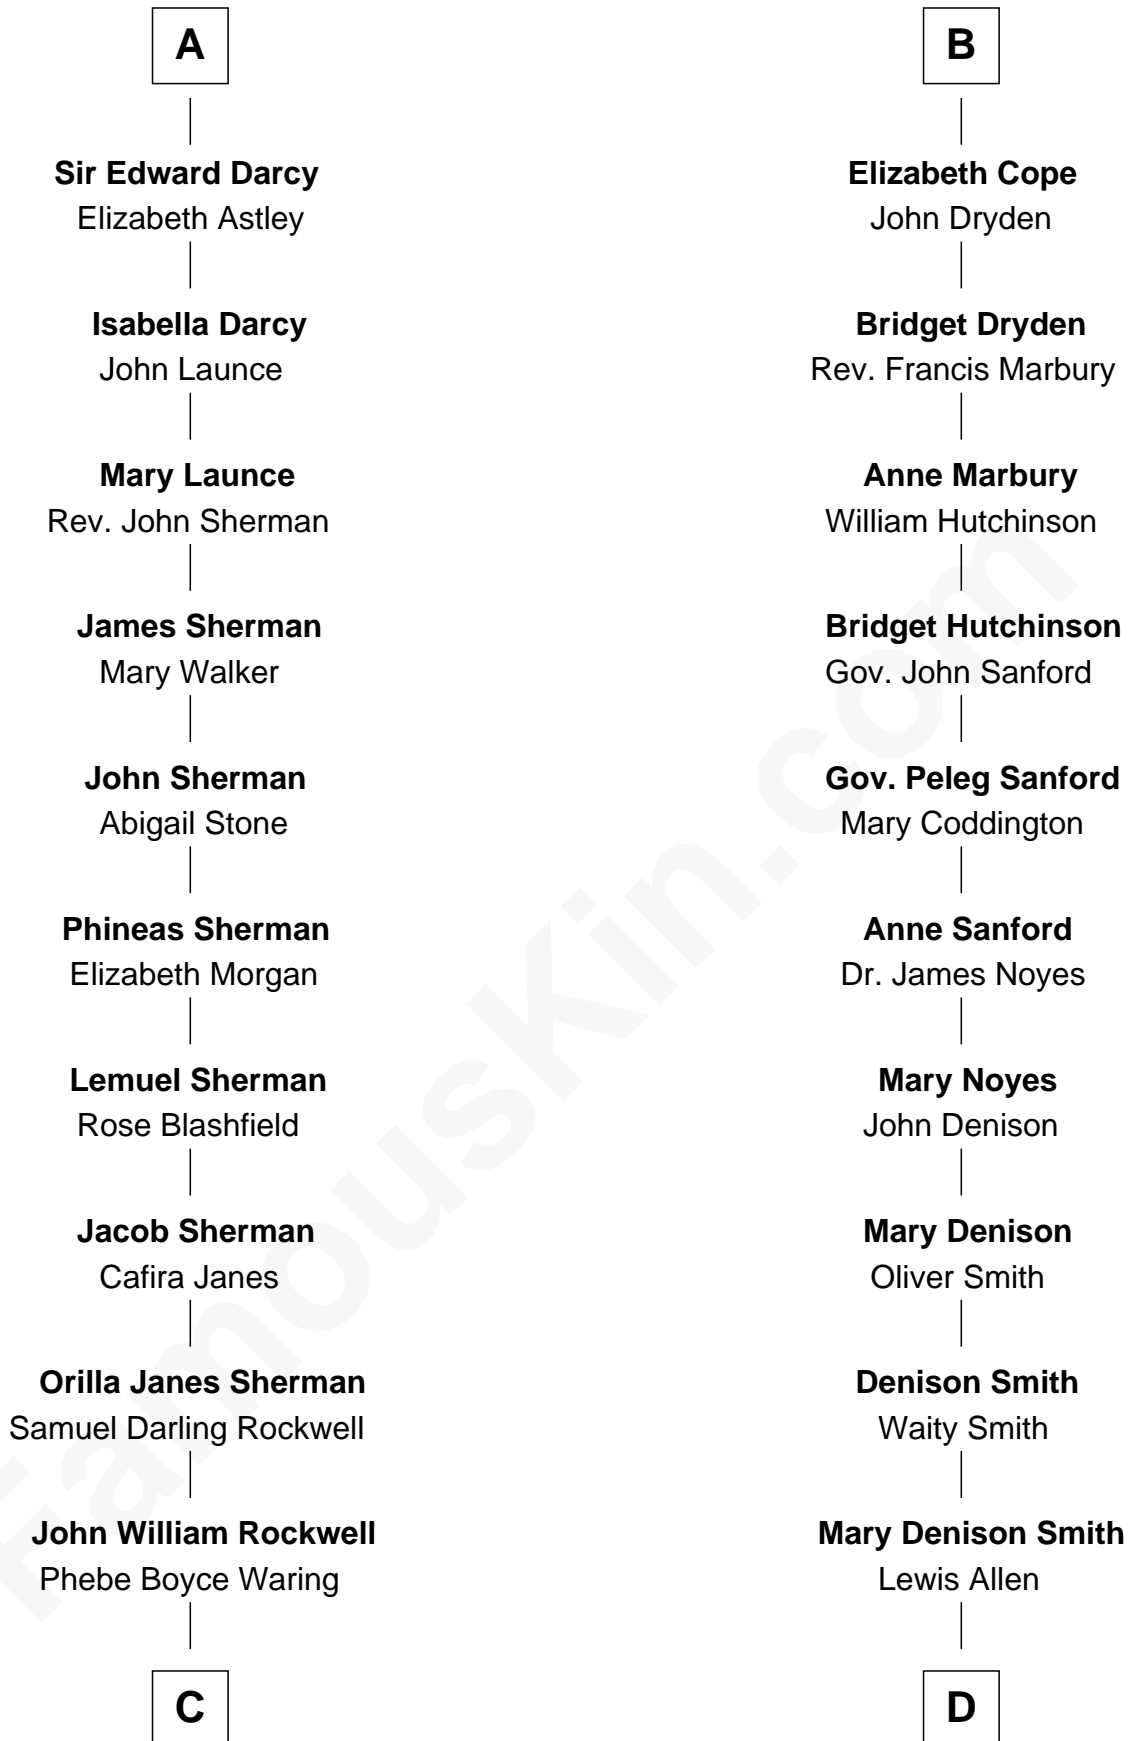 A
Sir Edward Darcy
Elizabeth Astley
Isabella Darcy
John Launce
Mary Launce
Rev. John Sherman
James Sherman
Mary Walker
John Sherman
Abigail Stone
Phineas Sherman
Elizabeth Morgan
Lemuel Sherman
Rose Blashfield
Jacob Sherman
Cafira Janes
Orilla Janes Sherman
Samuel Darling Rockwell
John William Rockwell
Phebe Boyce Waring
C
B
Elizabeth Cope
John Dryden
Bridget Dryden
Rev. Francis Marbury
Anne Marbury
William Hutchinson
Bridget Hutchinson
Gov. John Sanford
Gov. Peleg Sanford
Mary Coddington
Anne Sanford
Dr. James Noyes
Mary Noyes
John Denison
Mary Denison
Oliver Smith
Denison Smith
Waity Smith
Mary Denison Smith
Lewis Allen
D
FamousKin.com